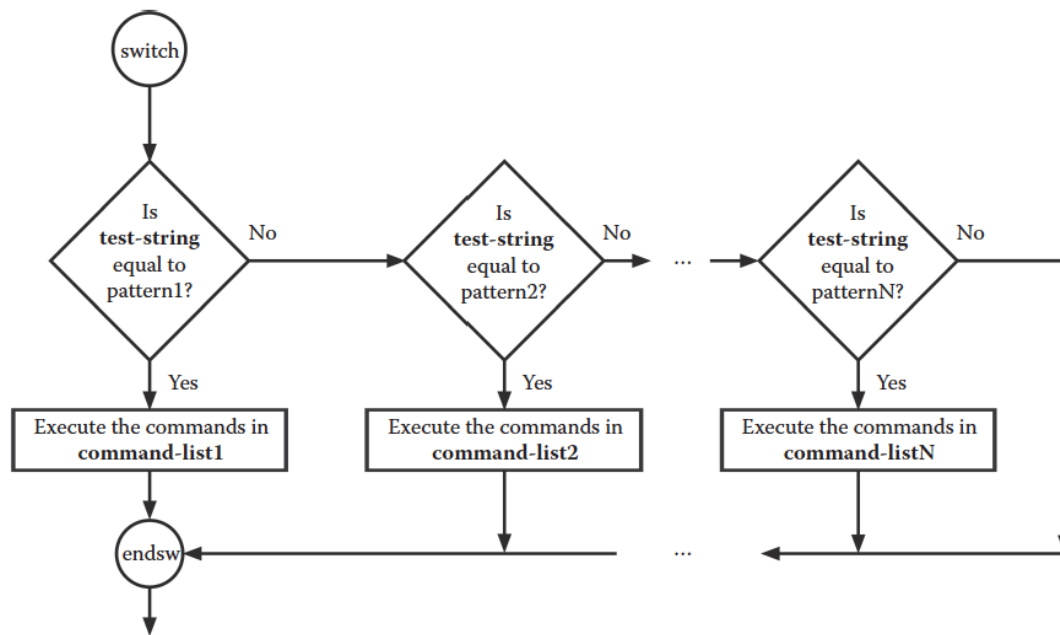 switch
Is
test-string
equal to
pattern1?
No
Is
test-string
equal to
pattern2?
No
...
Is
test-string
equal to
patternN?
No
Yes
Yes
Yes
Execute the commands in
command-list1
Execute the commands in
command-list2
Execute the commands in
command-listN
endsw
...